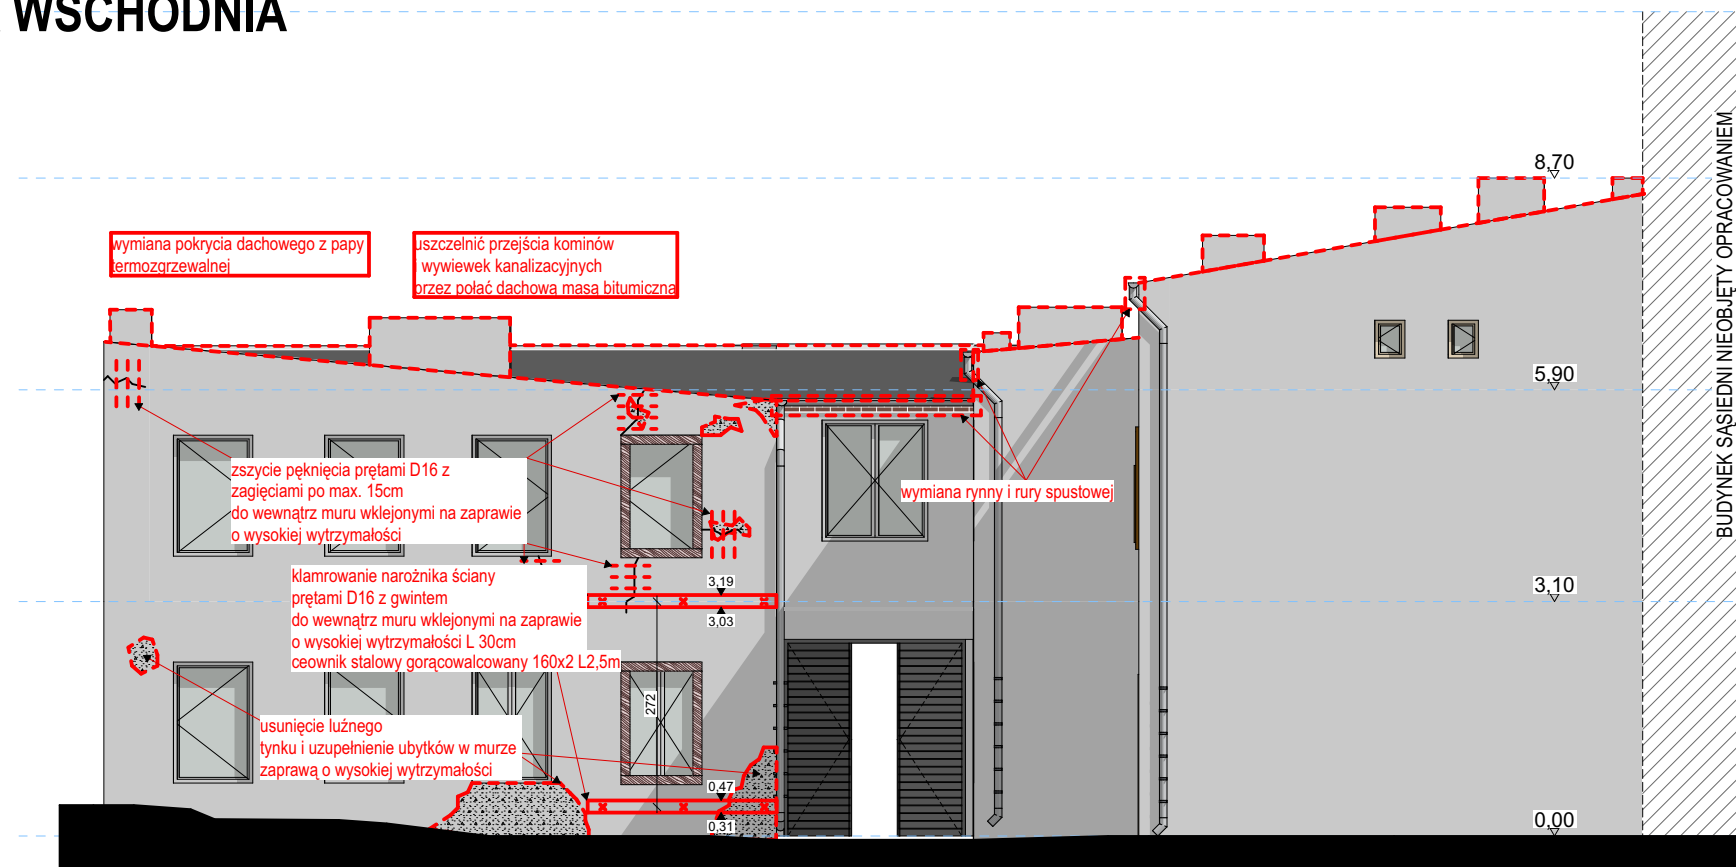 WSCHODNIA
8,70
wymiana pokrycia dachowego z papy
termozgrzewalnej
uszczelnić przejścia kominów
i wywiewek kanalizacyjnych
przez połać dachową masą bitumiczną
5,90
zszycie pęknięcia prętami D16 z
zagięciami po max. 15cm
do wewnątrz muru wklejonymi na zaprawie
o wysokiej wytrzymałości
wymiana rynny i rury spustowej
klamrowanie narożnika ściany
prętami D16 z gwintem
do wewnątrz muru wklejonymi na zaprawie
o wysokiej wytrzymałości L 30cm
ceownik stalowy gorącowalcowany 160x2 L2,5m
3,19
3,03
3,10
272
usunięcie luźnego
tynku i uzupełnienie ubytków w murze
zaprawą o wysokiej wytrzymałości
0,47
0,31
0,00
BUDYNEK SĄSIEDNI NIEOBJĘTY OPRACOWANIEM